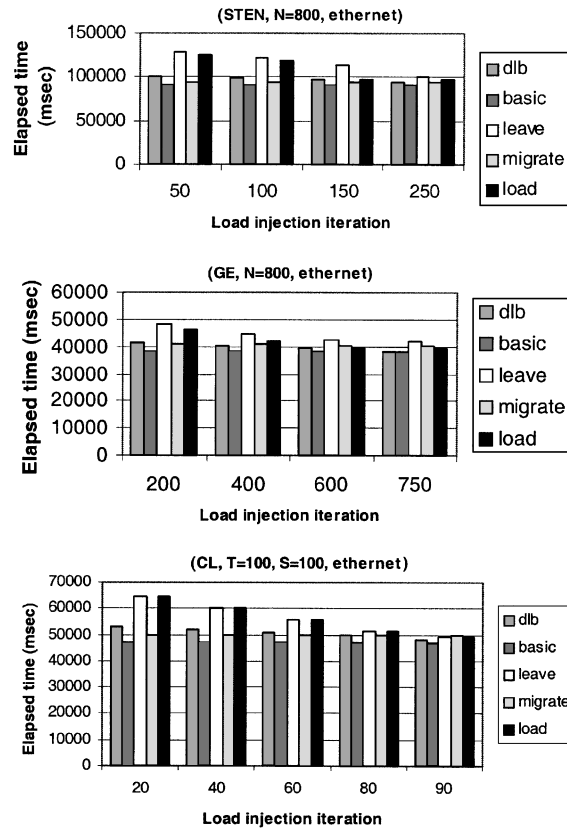 (STEN, N=800, ethernet)
Elapsed time
(msec)
150000
100000
50000
0
50 100 150 250
Load injection iteration
dlb
basic
leave
migrate
load
(GE, N=800, ethernet)
Elapsed time (msec)
60000
50000
40000
30000
20000
10000
0
200 400 600 750
Load injection iteration
dlb
basic
leave
migrate
load
(CL, T=100, S=100, ethernet)
Elapsed time (msec)
70000
60000
50000
40000
30000
20000
10000
0
20 40 60 80 90
Load injection iteration
dlb
basic
leave
migrate
load